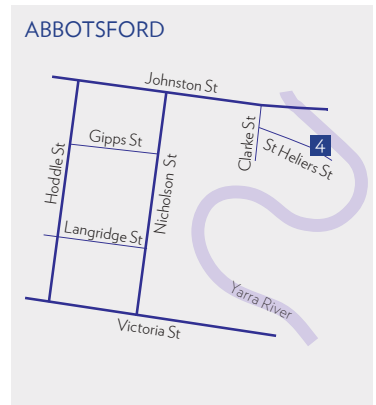 ABBOTSFORD
Johnston St
Gipps St
Clarke St
4
St Heliers St
Hoddle St
Nicholson St
Langridge St
Yarra River
Victoria St